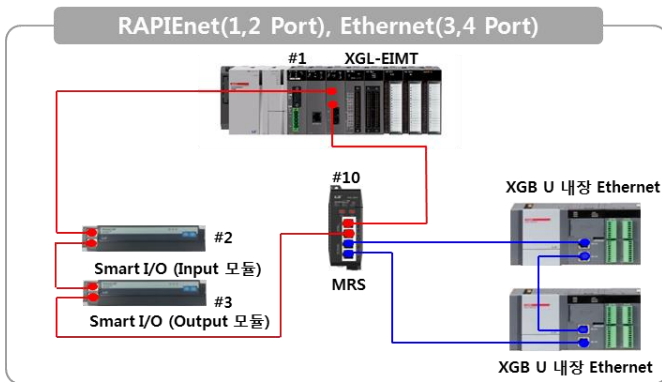 RAPIEnet(1,2 Port), Ethernet(3,4 Port)
#1 XGL-EIMT
#10
XGB U 내장 Ethernet
#2
Smart I/O (Input 모듈)
MRS
#3
Smart I/O (Output 모듈)
XGB U 내장 Ethernet